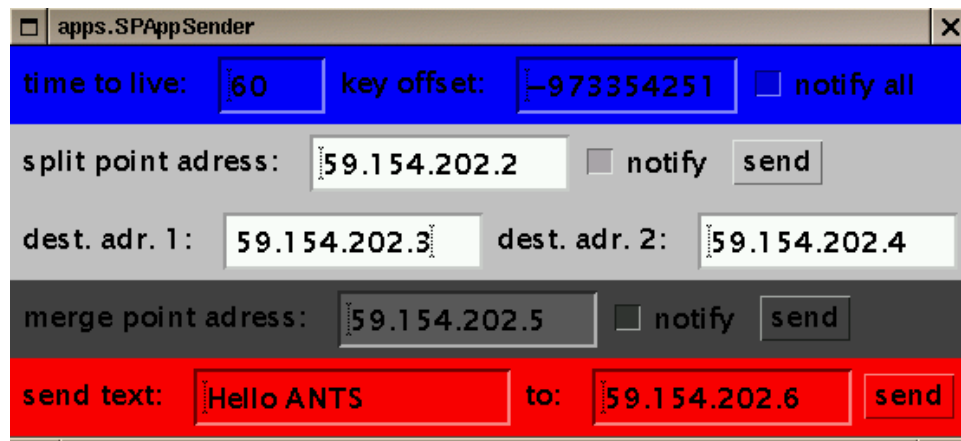 apps.SPAppSender
time to live: 60 key offset: -973354251 notify all
split point adress: 59.154.202.2 notify send
dest. adr. 1: 59.154.202.3 dest. adr. 2: 59.154.202.4
merge point adress: 59.154.202.5 notify send
send text: Hello ANTS to: 59.154.202.6 send